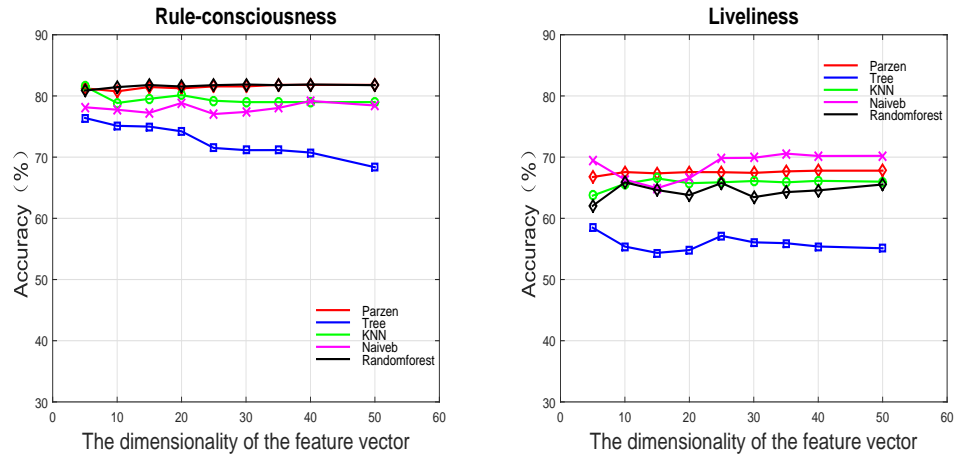 Rule-consciousness
90
80
70
60
50
40
30
0 10 20 30 40 50 60
Accuracy（%）
The dimensionality of the feature vector
Parzen
Tree
KNN
Naiveb
Randomforest
Liveliness
90
80
70
60
50
40
30
0 10 20 30 40 50 60
Accuracy（%）
The dimensionality of the feature vector
Parzen
Tree
KNN
Naiveb
Randomforest